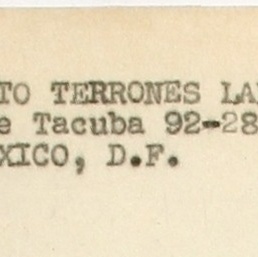 TO TERRONES LA
e Tacuba 92-28
XICO, D.F.